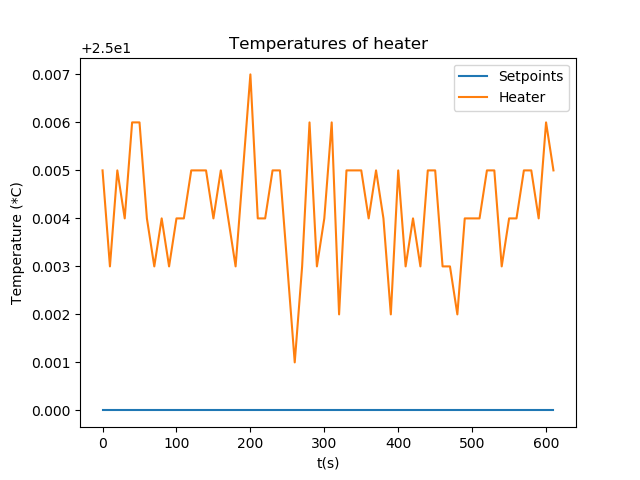 Temperatures of heater
+2.5e1
Setpoints
Heater
Temperature (*C)
0.007
0.006
0.005
0.004
0.003
0.002
0.001
0.000
0 100 200 300 400 500 600
t(s)